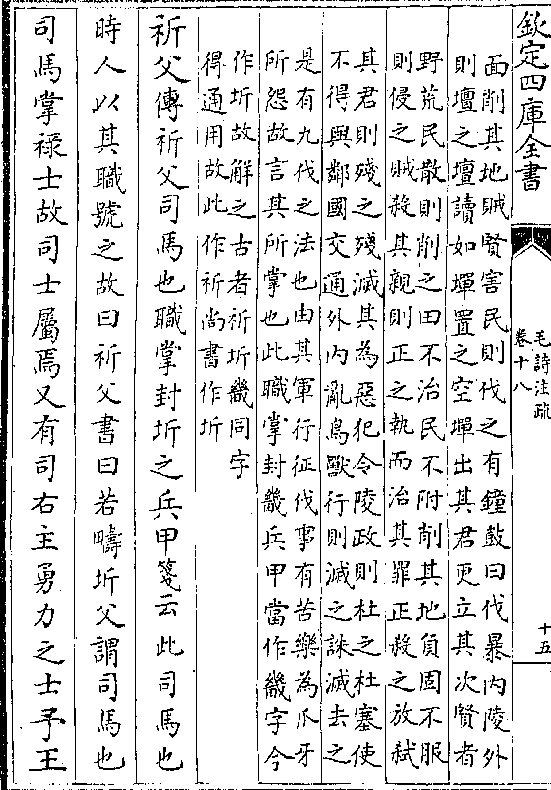 欽定四庫全書
毛詩注疏
卷十八
十五
面削其地賊賢害民則伐之有鐘鼓曰伐暴內陵外
則壇之壇讀如墠置之空墠出其君更立其次賢者
野荒民散則削之田不治民不附削其地負固不服
則侵之賊殺其親則正之執而治其罪正殺之放弒
其君則殘之殘滅其為惡犯令陵政則杜之杜塞使
不得與鄰國交通外內亂鳥獸行則滅之誅滅去之
是有九伐之法也由其軍行征伐事有苦樂為爪牙
所怨故言其所掌也此職掌封畿兵甲當作畿字今
作圻故解之古者祈圻畿同字
得通用故此作祈尚書作圻
祈父傳祈父司馬也職掌封圻之兵甲箋云此司馬也
時人以其職號之故曰祈父書曰若疇圻父謂司馬也
司馬掌祿士故司士屬焉又有司右主勇力之士予王